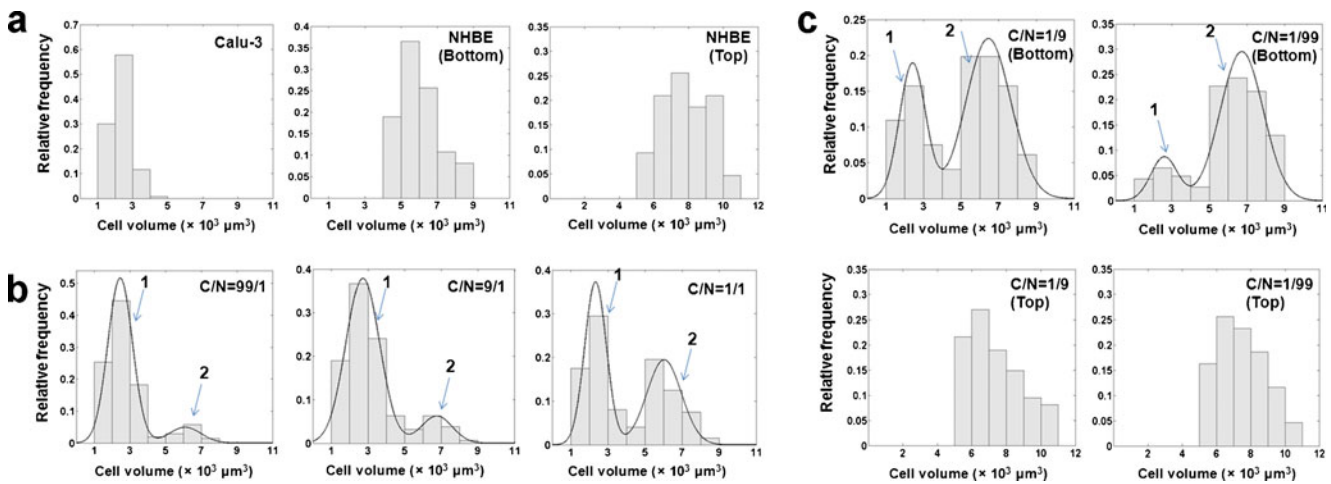 a
Relative frequency
0.7
0.6
0.5
0.4
0.3
0.2
0.1
0
1 3 5 7 9 11
Cell volume (× 10³ µm³)
Calu-3
0.4
0.35
0.3
0.25
0.2
0.15
0.1
0.05
0
1 3 5 7 9 11
Cell volume (× 10³ µm³)
NHBE
(Bottom)
0.35
0.3
0.25
0.2
0.15
0.1
0.05
0
2 4 6 8 10 12
Cell volume (× 10³ µm³)
NHBE
(Top)
b
Relative frequency
0.5
0.4
0.3
0.2
0.1
0
1 3 5 7 9 11
Cell volume (× 10³ µm³)
C/N=99/1
1
2
0.4
0.3
0.2
0.1
0
1 3 5 7 9 11
Cell volume (× 10³ µm³)
C/N=9/1
1
2
0.4
0.3
0.2
0.1
0
1 3 5 7 9 11
Cell volume (× 10³ µm³)
C/N=1/1
1
2
c
Relative frequency
0.25
0.2
0.15
0.1
0.05
0
1 3 5 7 9 11
Cell volume (× 10³ µm³)
C/N=1/9
(Bottom)
1
2
0.35
0.3
0.25
0.2
0.15
0.1
0.05
0
1 3 5 7 9 11
Cell volume (× 10³ µm³)
C/N=1/99
(Bottom)
1
2
Relative frequency
0.35
0.3
0.25
0.2
0.15
0.1
0.05
0
2 4 6 8 10 12
Cell volume (× 10³ µm³)
C/N=1/9
(Top)
0.35
0.3
0.25
0.2
0.15
0.1
0.05
0
2 4 6 8 10 12
Cell volume (× 10³ µm³)
C/N=1/99
(Top)